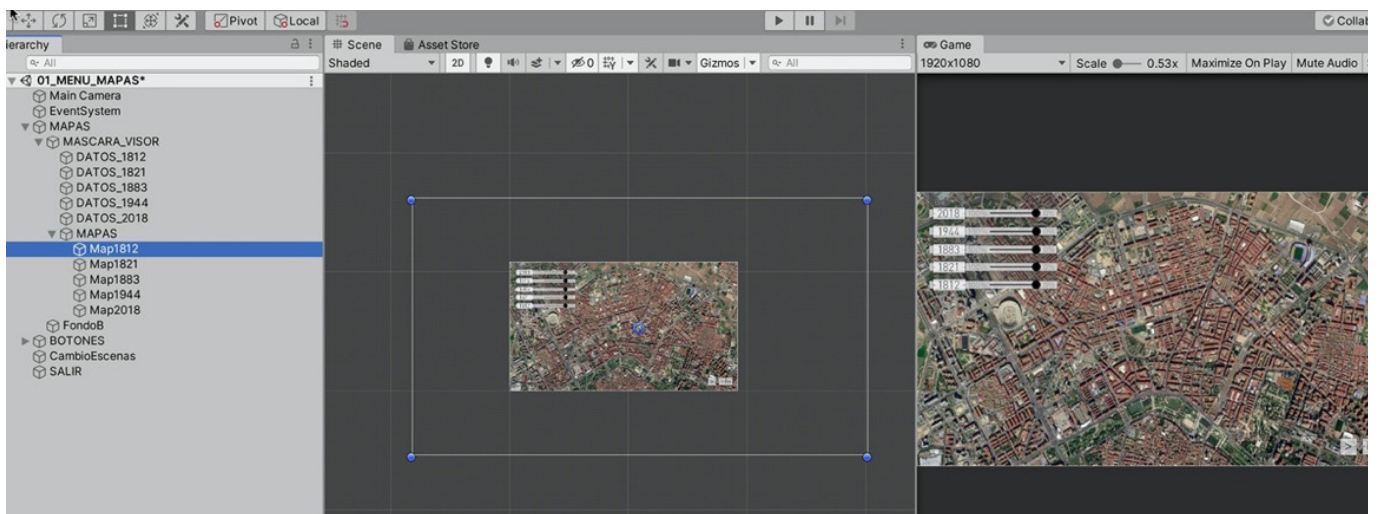 Pivot Local Collab
ierarchy Scene Asset Store Game
All Shaded 2D 0 Gizmos All 1920x1080 Scale 0.53x Maximize On Play Mute Audio
01_MENU_MAPAS*
Main Camera
EventSystem
MAPAS
MASCARA_VISOR
DATOS_1812
DATOS_1821
DATOS_1883
DATOS_1944
DATOS_2018
MAPAS
Map1812
Map1821
Map1883
Map1944
Map2018
FondoB
BOTONES
CambioEscenas
SALIR
2018
1944
1883
1821
1812